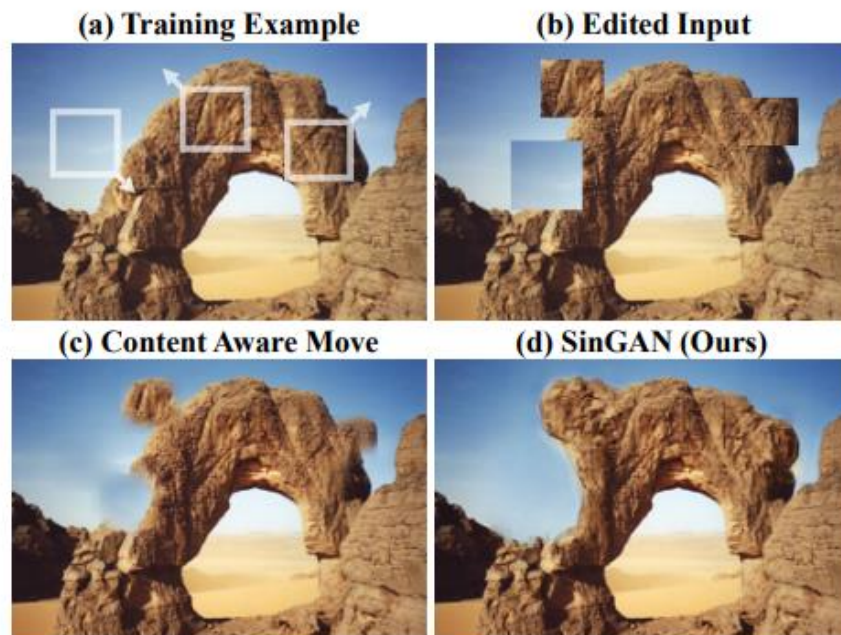 (a) Training Example
(b) Edited Input
(c) Content Aware Move
(d) SinGAN (Ours)